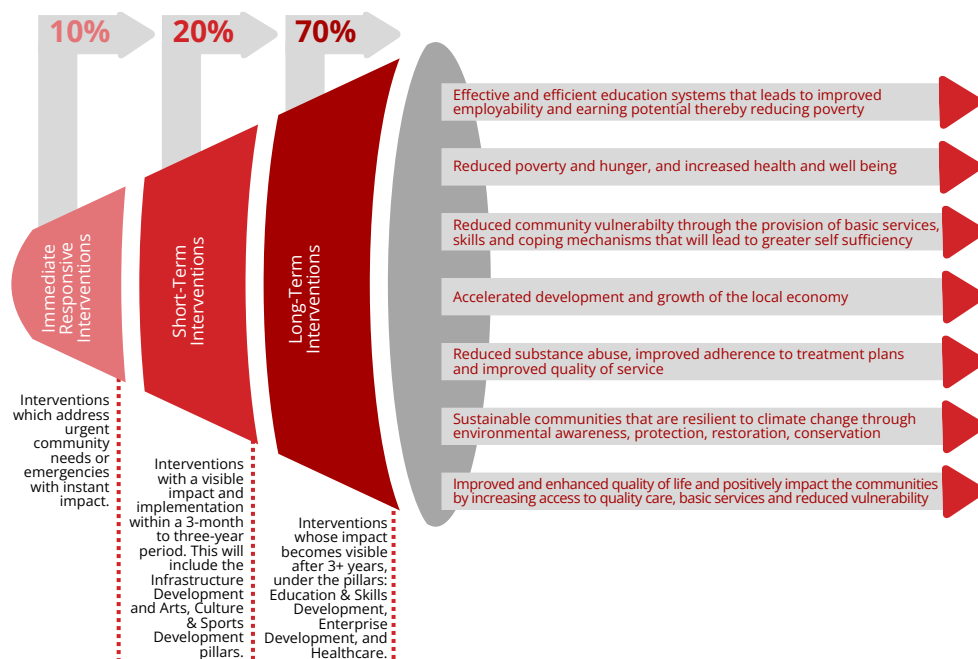 10%
20%
70%
Immediate
Responsive
Interventions
Short-Term
Interventions
Long-Term
Interventions
Interventions
which address
urgent
community
needs or
emergencies
with instant
impact.
Interventions
with a visible
impact and
implementation
within a 3-month
to three-year
period. This will
include the
Infrastructure
Development
and Arts, Culture
& Sports
Development
pillars.
Interventions
whose impact
becomes visible
after 3+ years,
under the pillars:
Education & Skills
Development,
Enterprise
Development, and
Healthcare.
Effective and efficient education systems that leads to improved
employability and earning potential thereby reducing poverty
Reduced poverty and hunger, and increased health and well being
Reduced community vulnerabilty through the provision of basic services,
skills and coping mechanisms that will lead to greater self sufficiency
Accelerated development and growth of the local economy
Reduced substance abuse, improved adherence to treatment plans
and improved quality of service
Sustainable communities that are resilient to climate change through
environmental awareness, protection, restoration, conservation
Improved and enhanced quality of life and positively impact the communities
by increasing access to quality care, basic services and reduced vulnerability